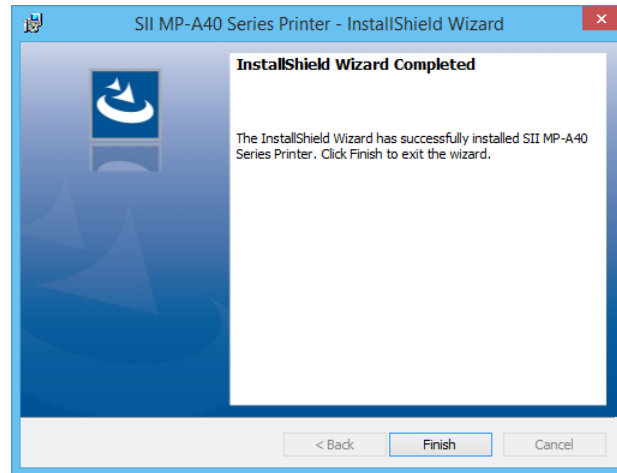 SII MP-A40 Series Printer - InstallShield Wizard
InstallShield Wizard Completed
The InstallShield Wizard has successfully installed SII MP-A40
Series Printer. Click Finish to exit the wizard.
< Back
Finish
Cancel